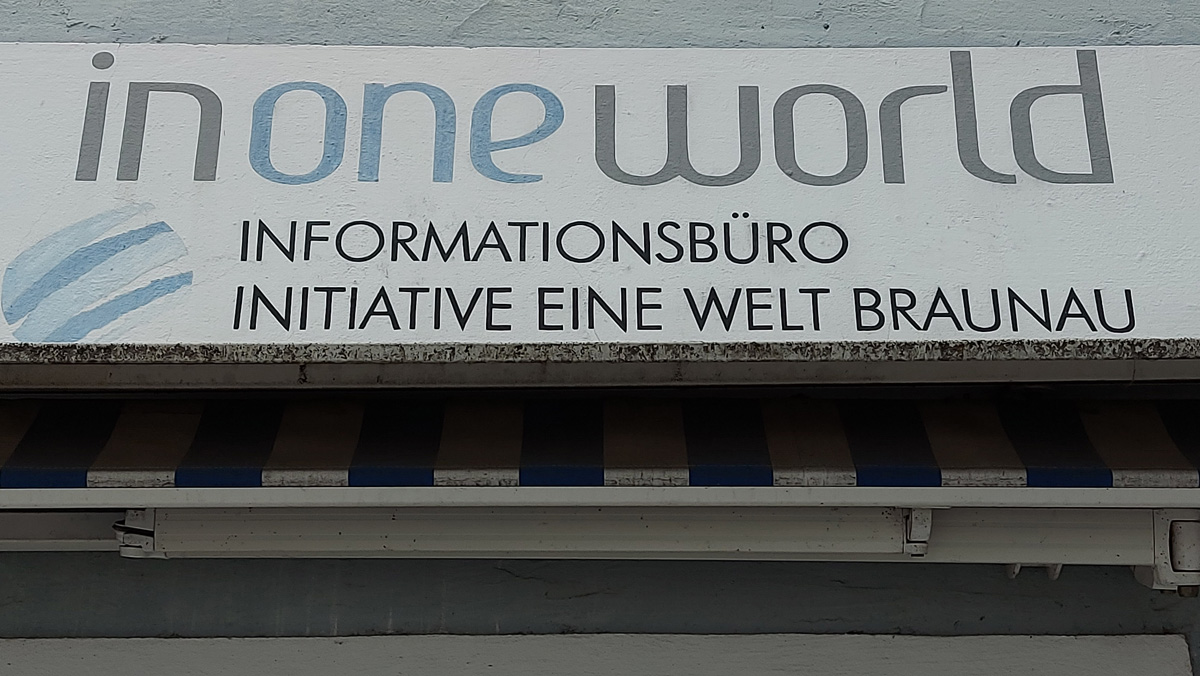 in one world
INFORMATIONSBÜRO
INITIATIVE EINE WELT BRAUNAU